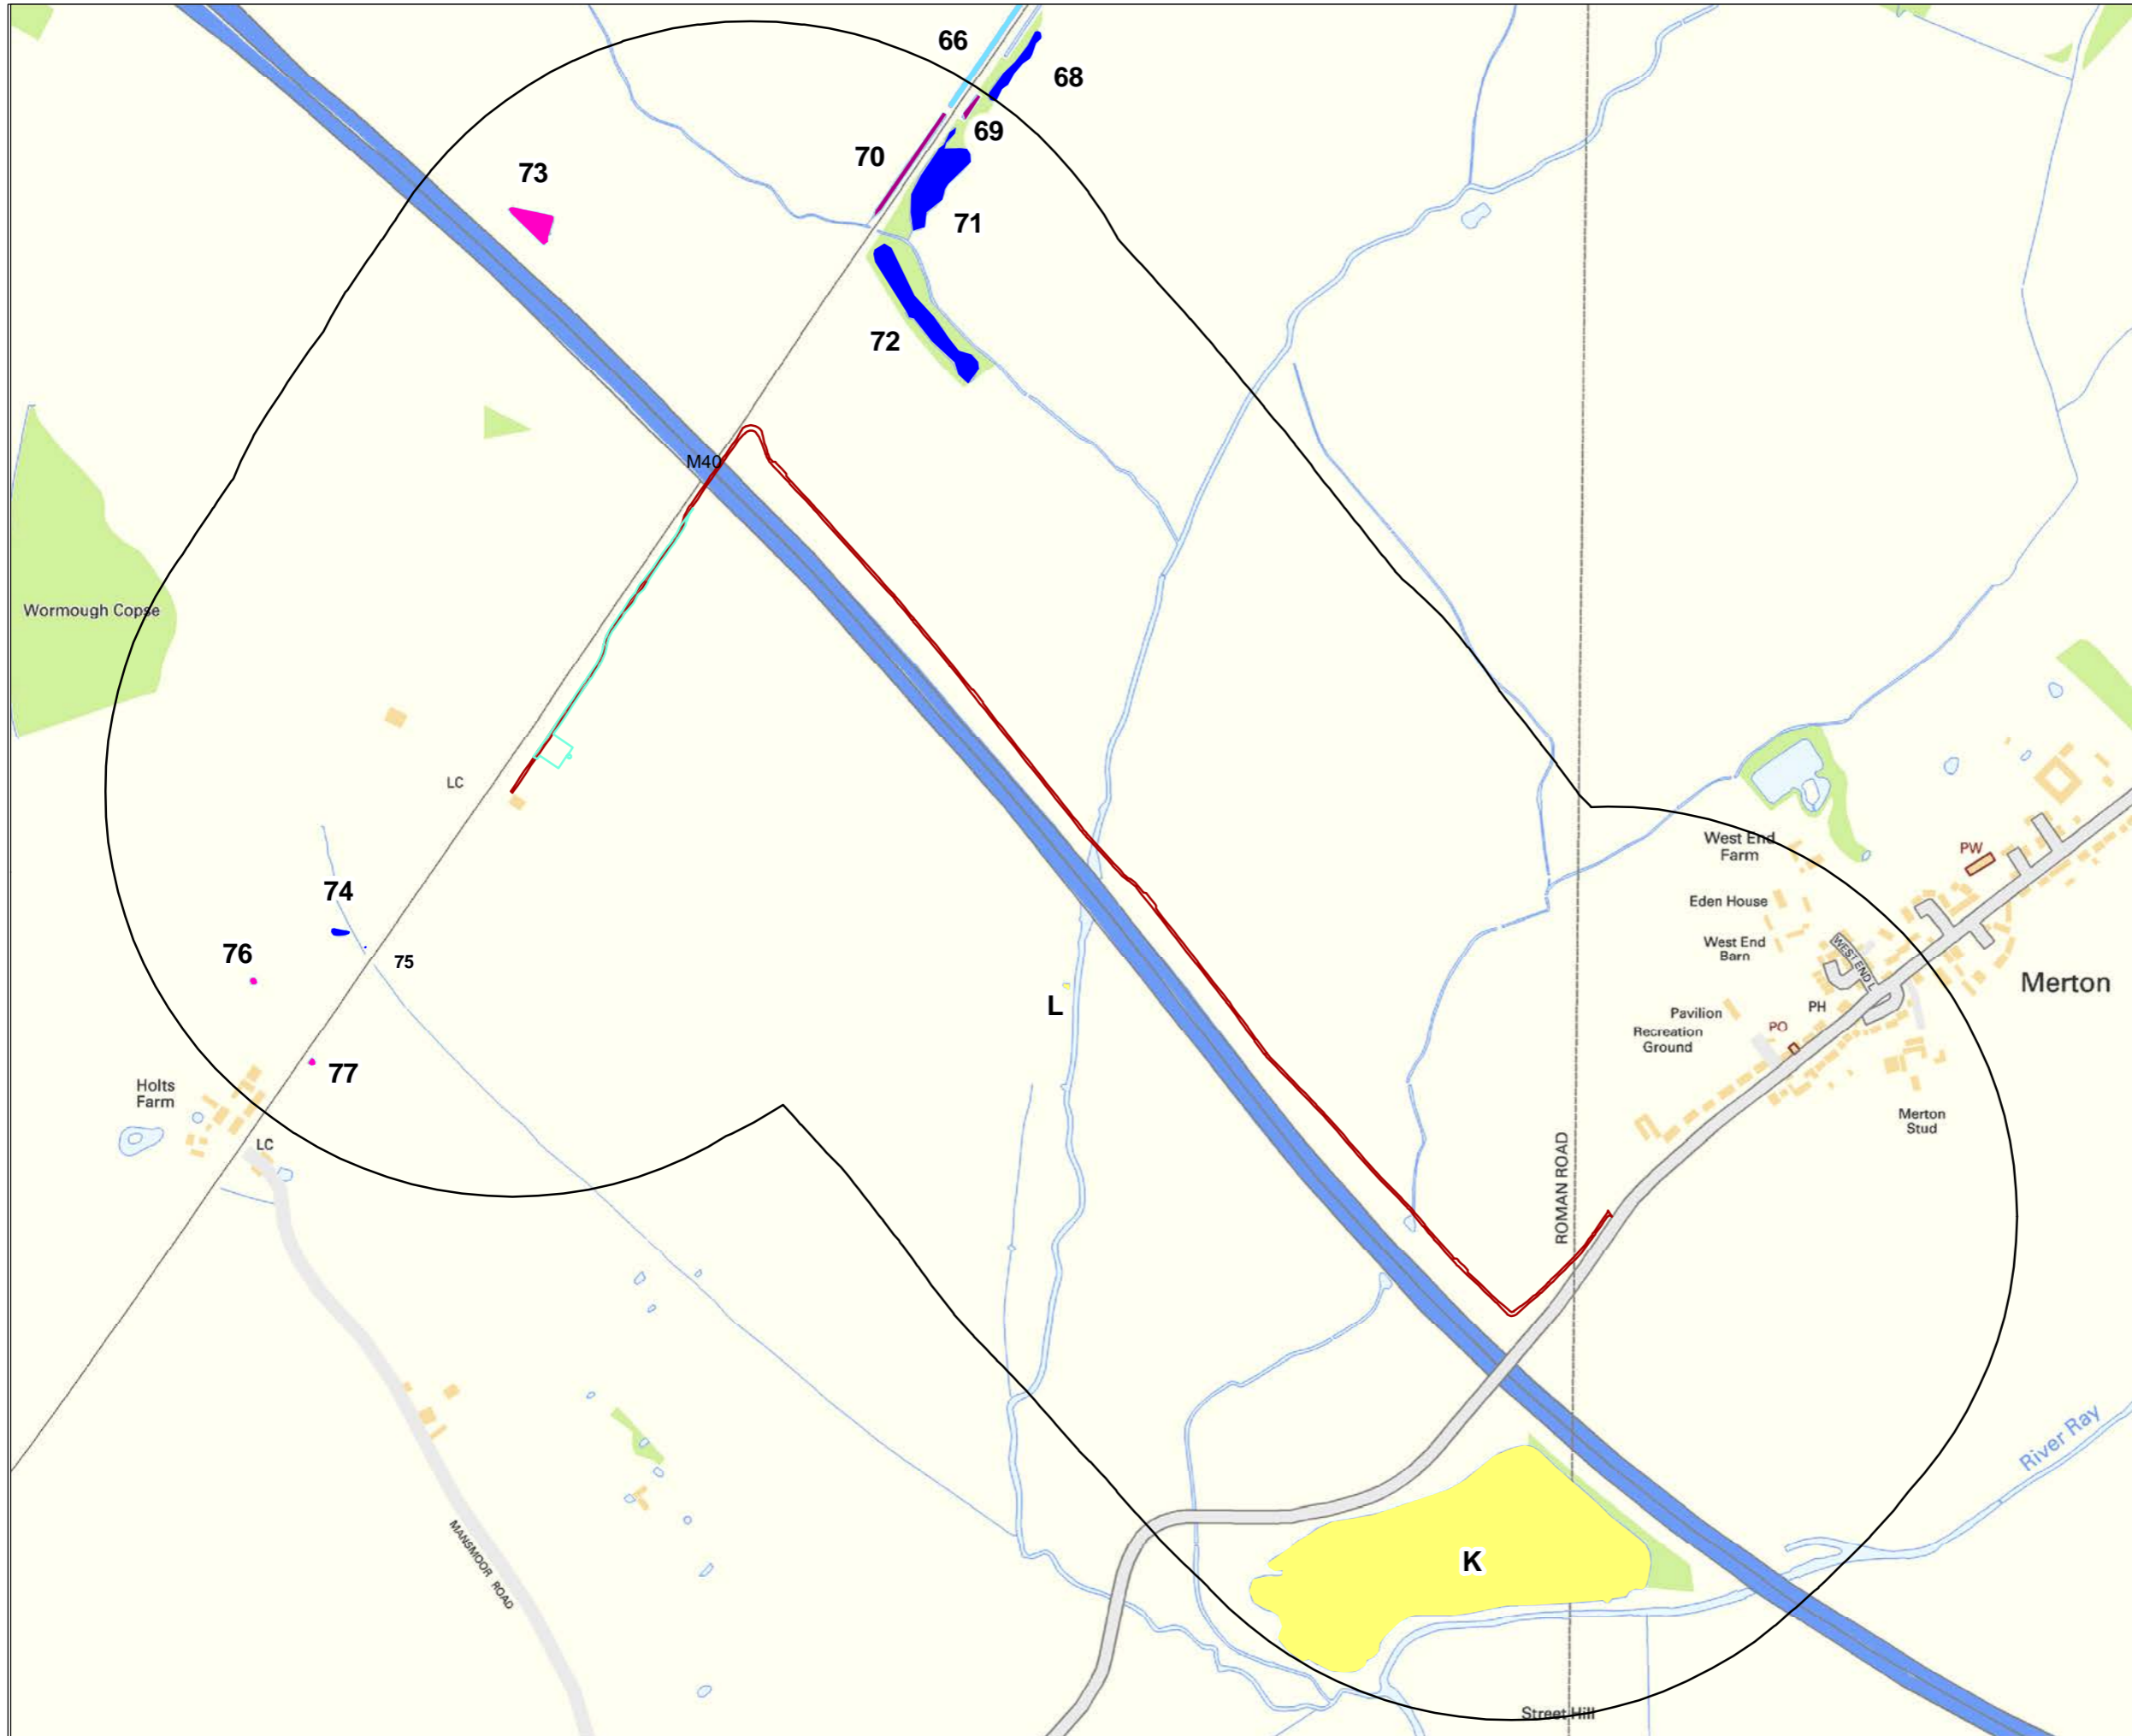 66
68
69
70
73
71
72
M40
Wormough Copse
LC
West End
Farm
PW
74
Eden House
West End
Barn
WEST END
76
75
Merton
L
PH
Pavilion
PO
Recreation
Ground
77
Holts
Farm
Merton
Stud
LC
ROMAN ROAD
River Ray
MANSMOOR ROAD
K
Street Hill